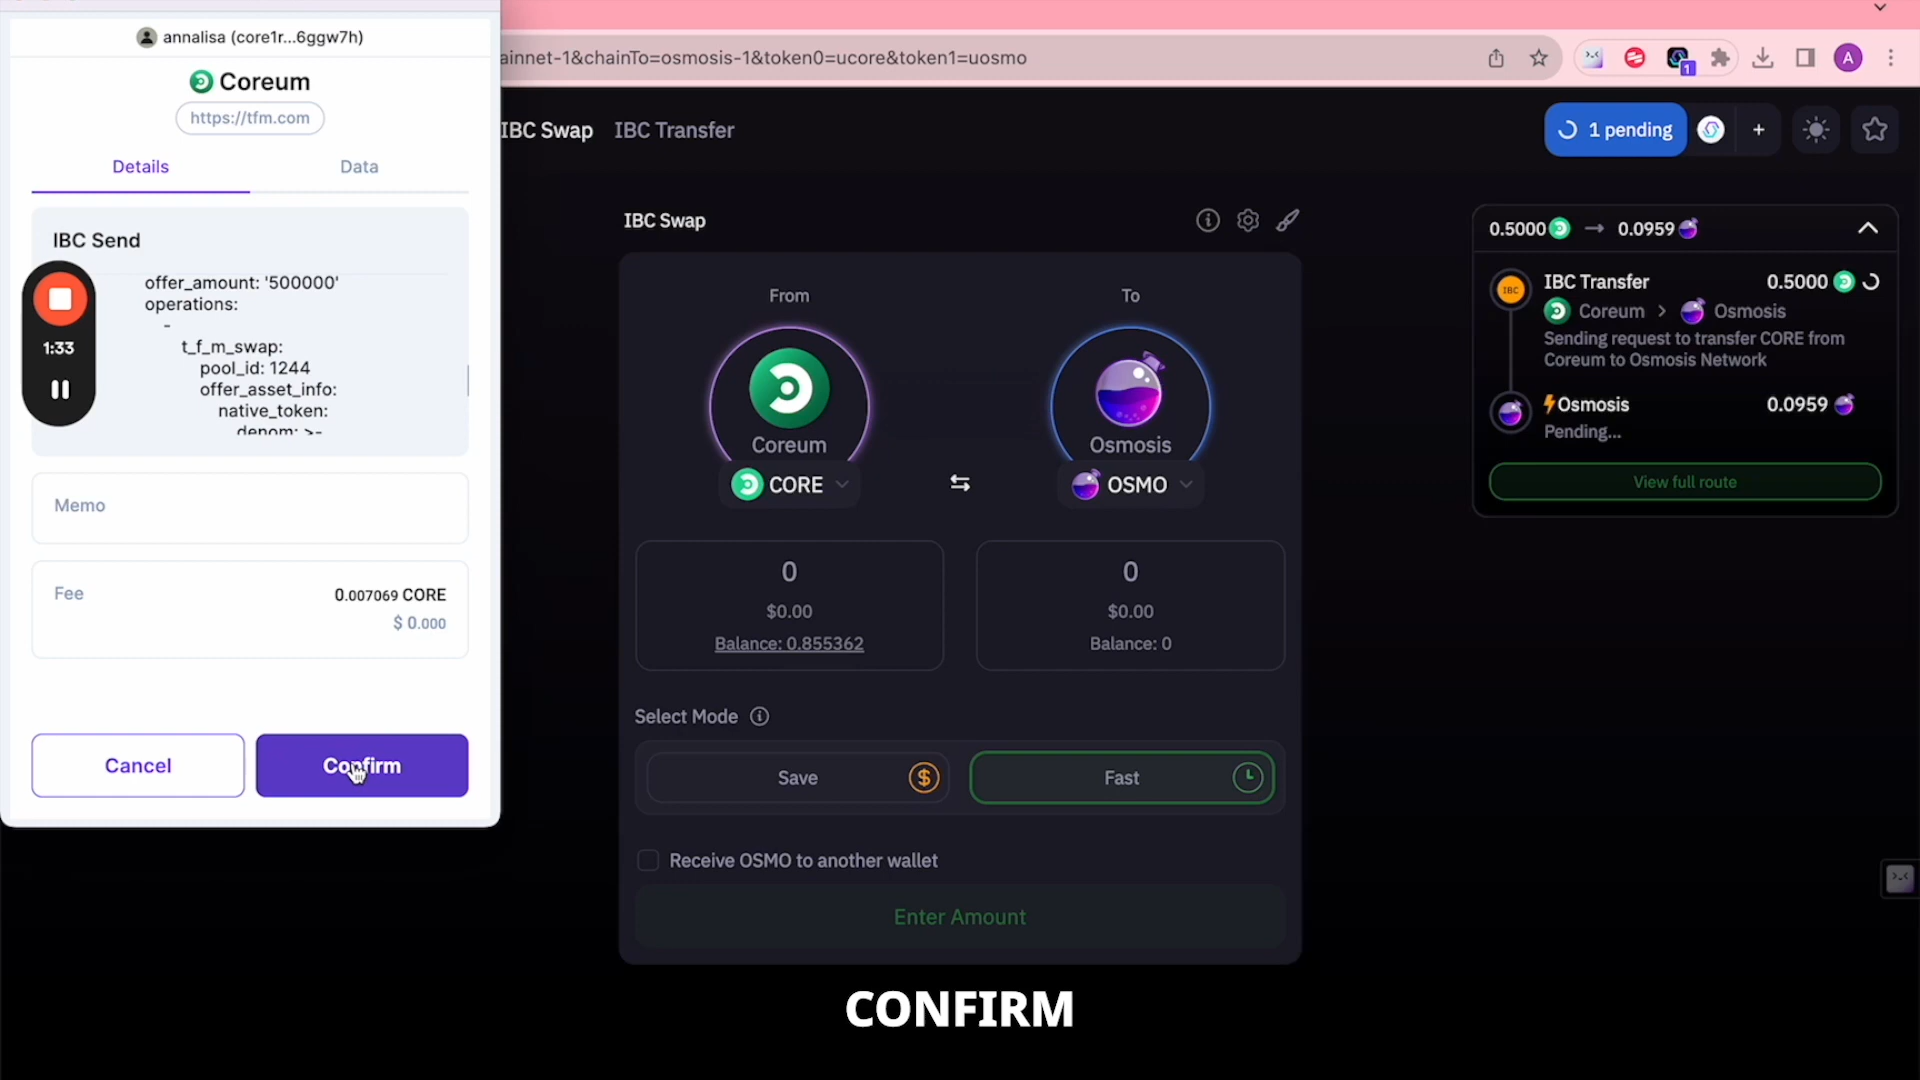 annalisa (core1r...6ggw7h)
Coreum
https://tfm.com
Details
Data
IBC Send
offer_amount: '500000'
operations:
-
t_f_m_swap:
pool_id: 1244
offer_asset_info:
native_token:
denom: >-
1:33
Memo
Fee
0.007069 CORE
$ 0.000
Cancel
Confirm
ainnet-1&chainTo=osmosis-1&token0=ucore&token1=uosmo
1
A
IBC Swap
IBC Transfer
1 pending
+
IBC Swap
From
To
Coreum
Osmosis
CORE
OSMO
0
$0.00
Balance: 0.855362
0
$0.00
Balance: 0
Select Mode
Save
$
Fast
Receive OSMO to another wallet
Enter Amount
0.5000 → 0.0959
IBC
IBC Transfer
0.5000
Coreum > Osmosis
Sending request to transfer CORE from
Coreum to Osmosis Network
Osmosis
0.0959
Pending...
View full route
CONFIRM